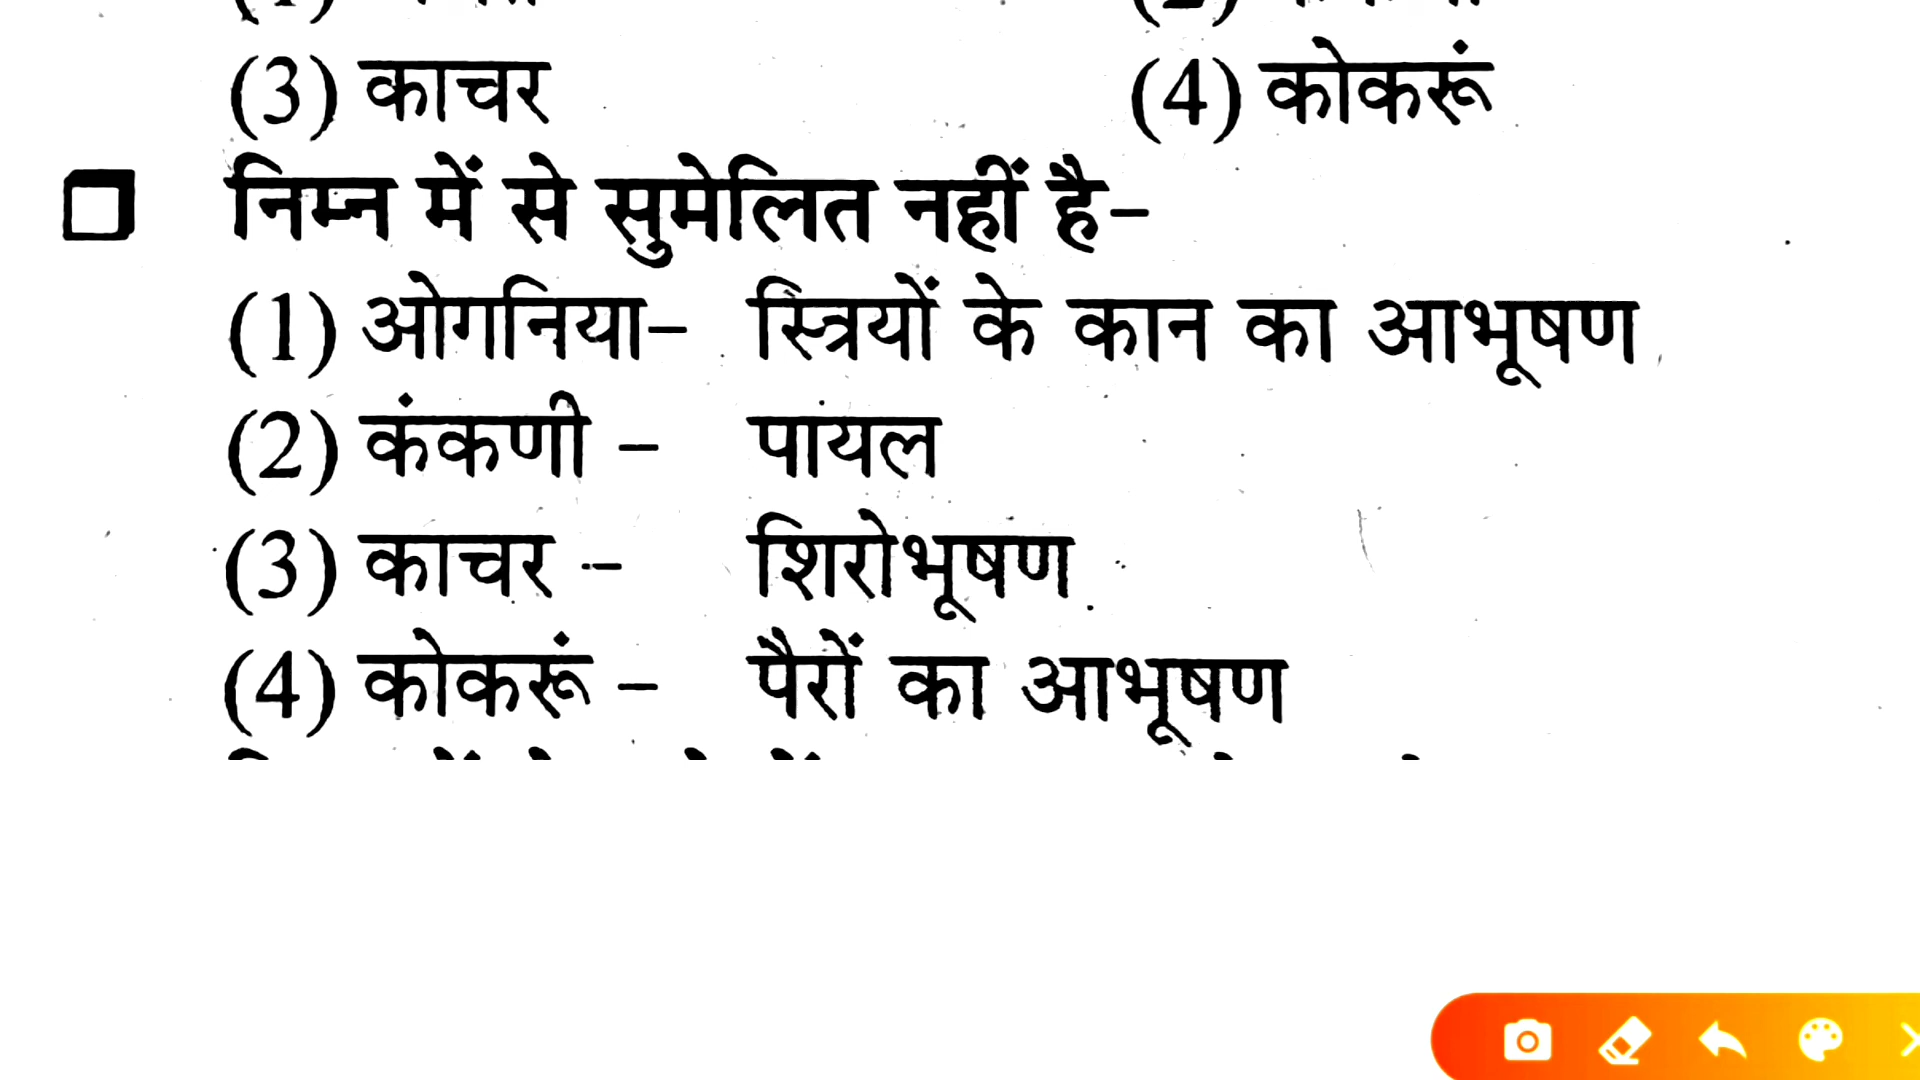 (3) काचर (4) कोकरूं
निम्न में से सुमेलित नहीं है–
(1) ओगनिया– स्त्रियों के कान का आभूषण
(2) कंकणी – पायल
(3) काचर – शिरोभूषण
(4) कोकरूं – पैरों का आभूषण